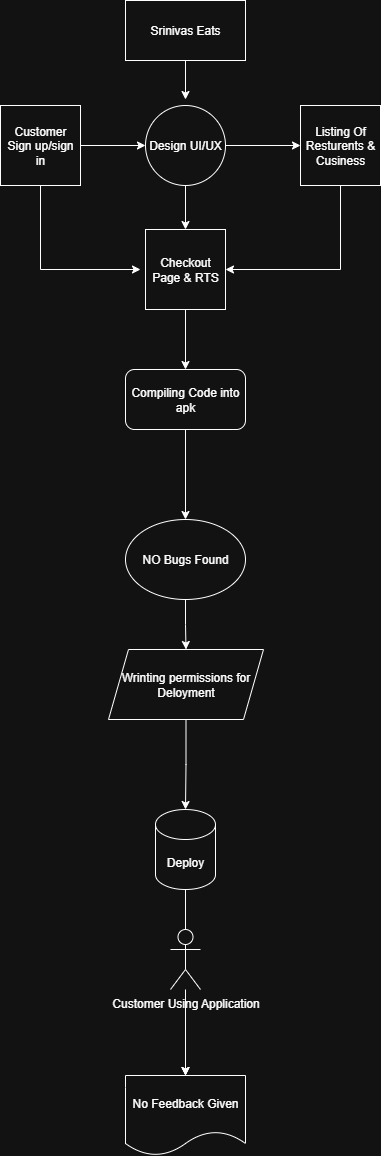 Srinivas Eats
Customer
Sign up/sign
in
Design UI/UX
Listing Of
Resturents &
Cusiness
Checkout
Page & RTS
Compiling Code into
apk
NO Bugs Found
Wrinting permissions for
Deloyment
Deploy
Customer Using Application
No Feedback Given